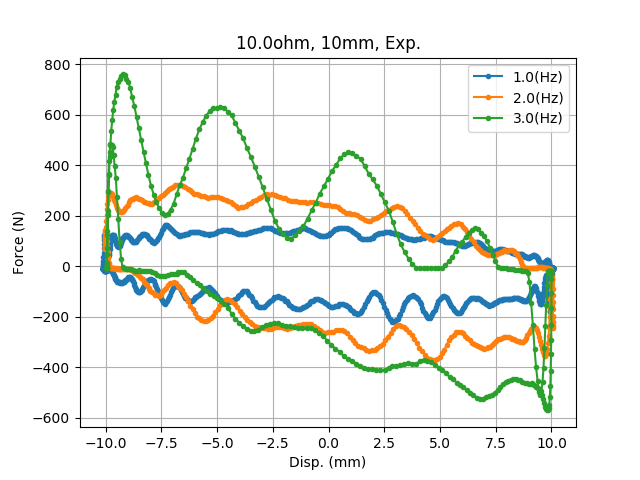 10.0ohm, 10mm, Exp.
1.0(Hz)
2.0(Hz)
3.0(Hz)
800
600
400
200
0
−200
−400
−600
Force (N)
−10.0 −7.5 −5.0 −2.5 0.0 2.5 5.0 7.5 10.0
Disp. (mm)